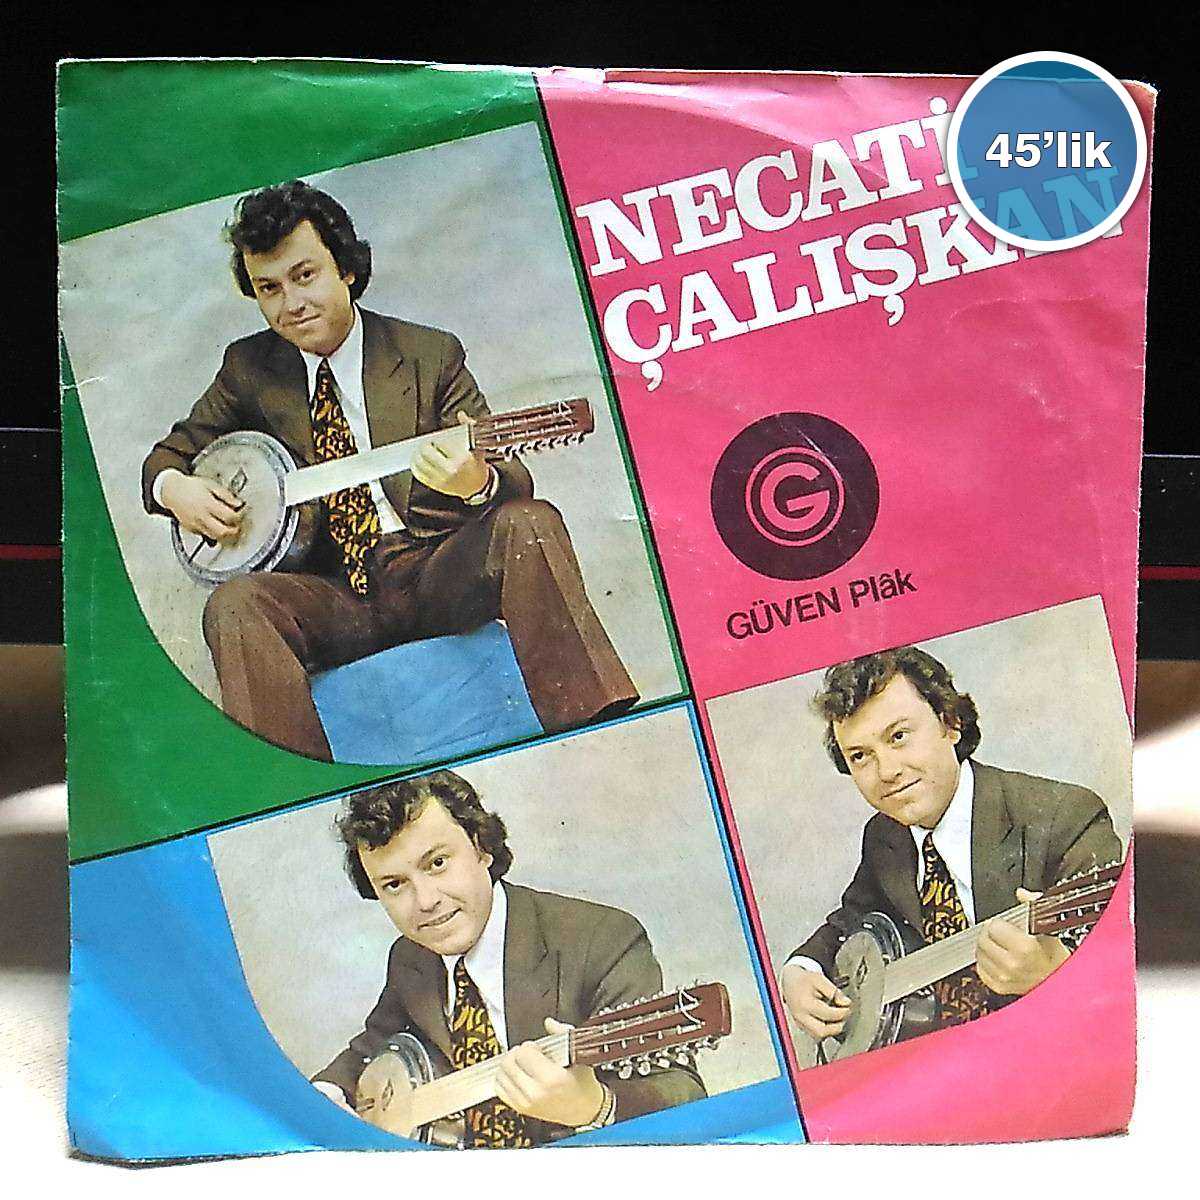 NECATİ
ÇALIŞKAN
45'lik
G
GÜVEN Plâk